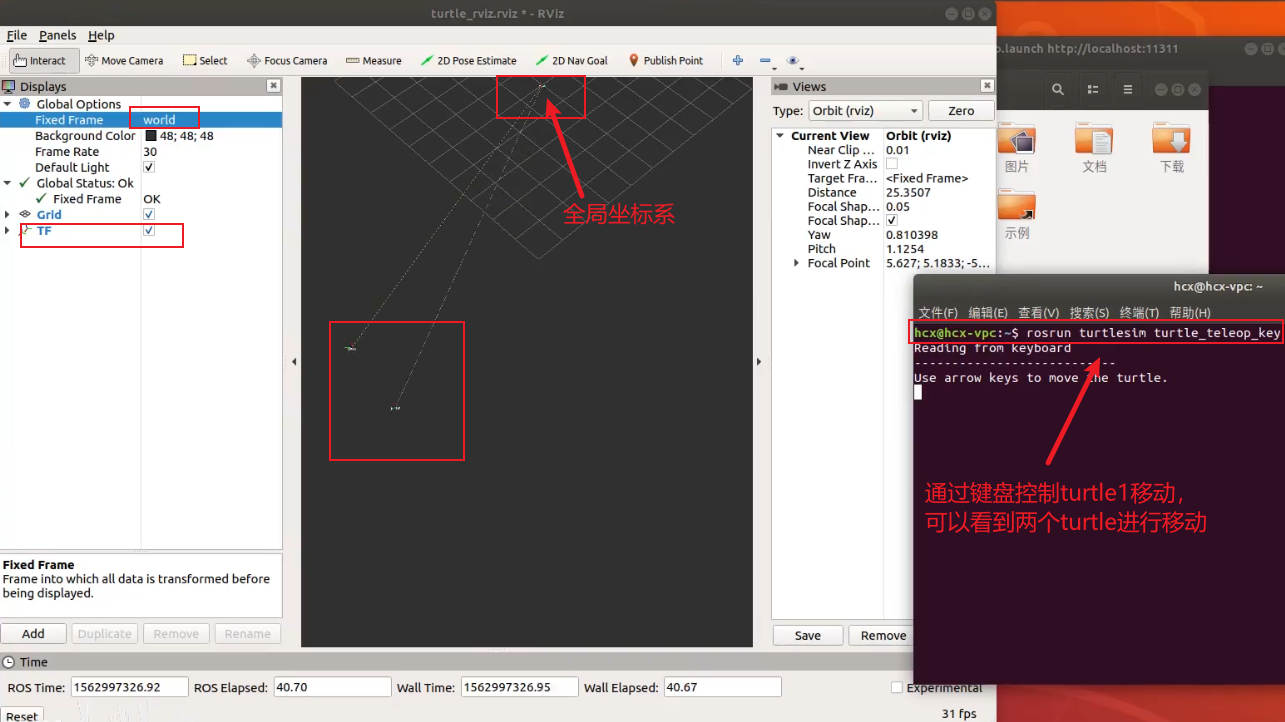 turtle_rviz.rviz * - RViz
File Panels Help
Interact Move Camera Select Focus Camera Measure 2D Pose Estimate 2D Nav Goal Publish Point
Displays
Global Options
Fixed Frame world
Background Color 48; 48; 48
Frame Rate 30
Default Light
Global Status: Ok
Fixed Frame OK
Grid
TF
Fixed Frame
Frame into which all data is transformed before
being displayed.
Add Duplicate Remove Rename
全局坐标系
Views
Type: Orbit (rviz) Zero
Current View Orbit (rviz)
Near Clip ... 0.01
Invert Z Axis
Target Fra... <Fixed Frame>
Distance 25.3507
Focal Shap... 0.05
Focal Shap...
Yaw 0.810398
Pitch 1.1254
Focal Point 5.627; 5.1833; -5...
Save Remove
Time
ROS Time: 1562997326.92 ROS Elapsed: 40.70 Wall Time: 1562997326.95 Wall Elapsed: 40.67 Experimental
Reset 31 fps
.launch http://localhost:11311
图片 文档 下载
示例
hcx@hcx-vpc: ~
文件(F) 编辑(E) 查看(V) 搜索(S) 终端(T) 帮助(H)
hcx@hcx-vpc:~$ rosrun turtlesim turtle_teleop_key
Reading from keyboard
---------------------------
Use arrow keys to move the turtle.
通过键盘控制turtle1移动，
可以看到两个turtle进行移动